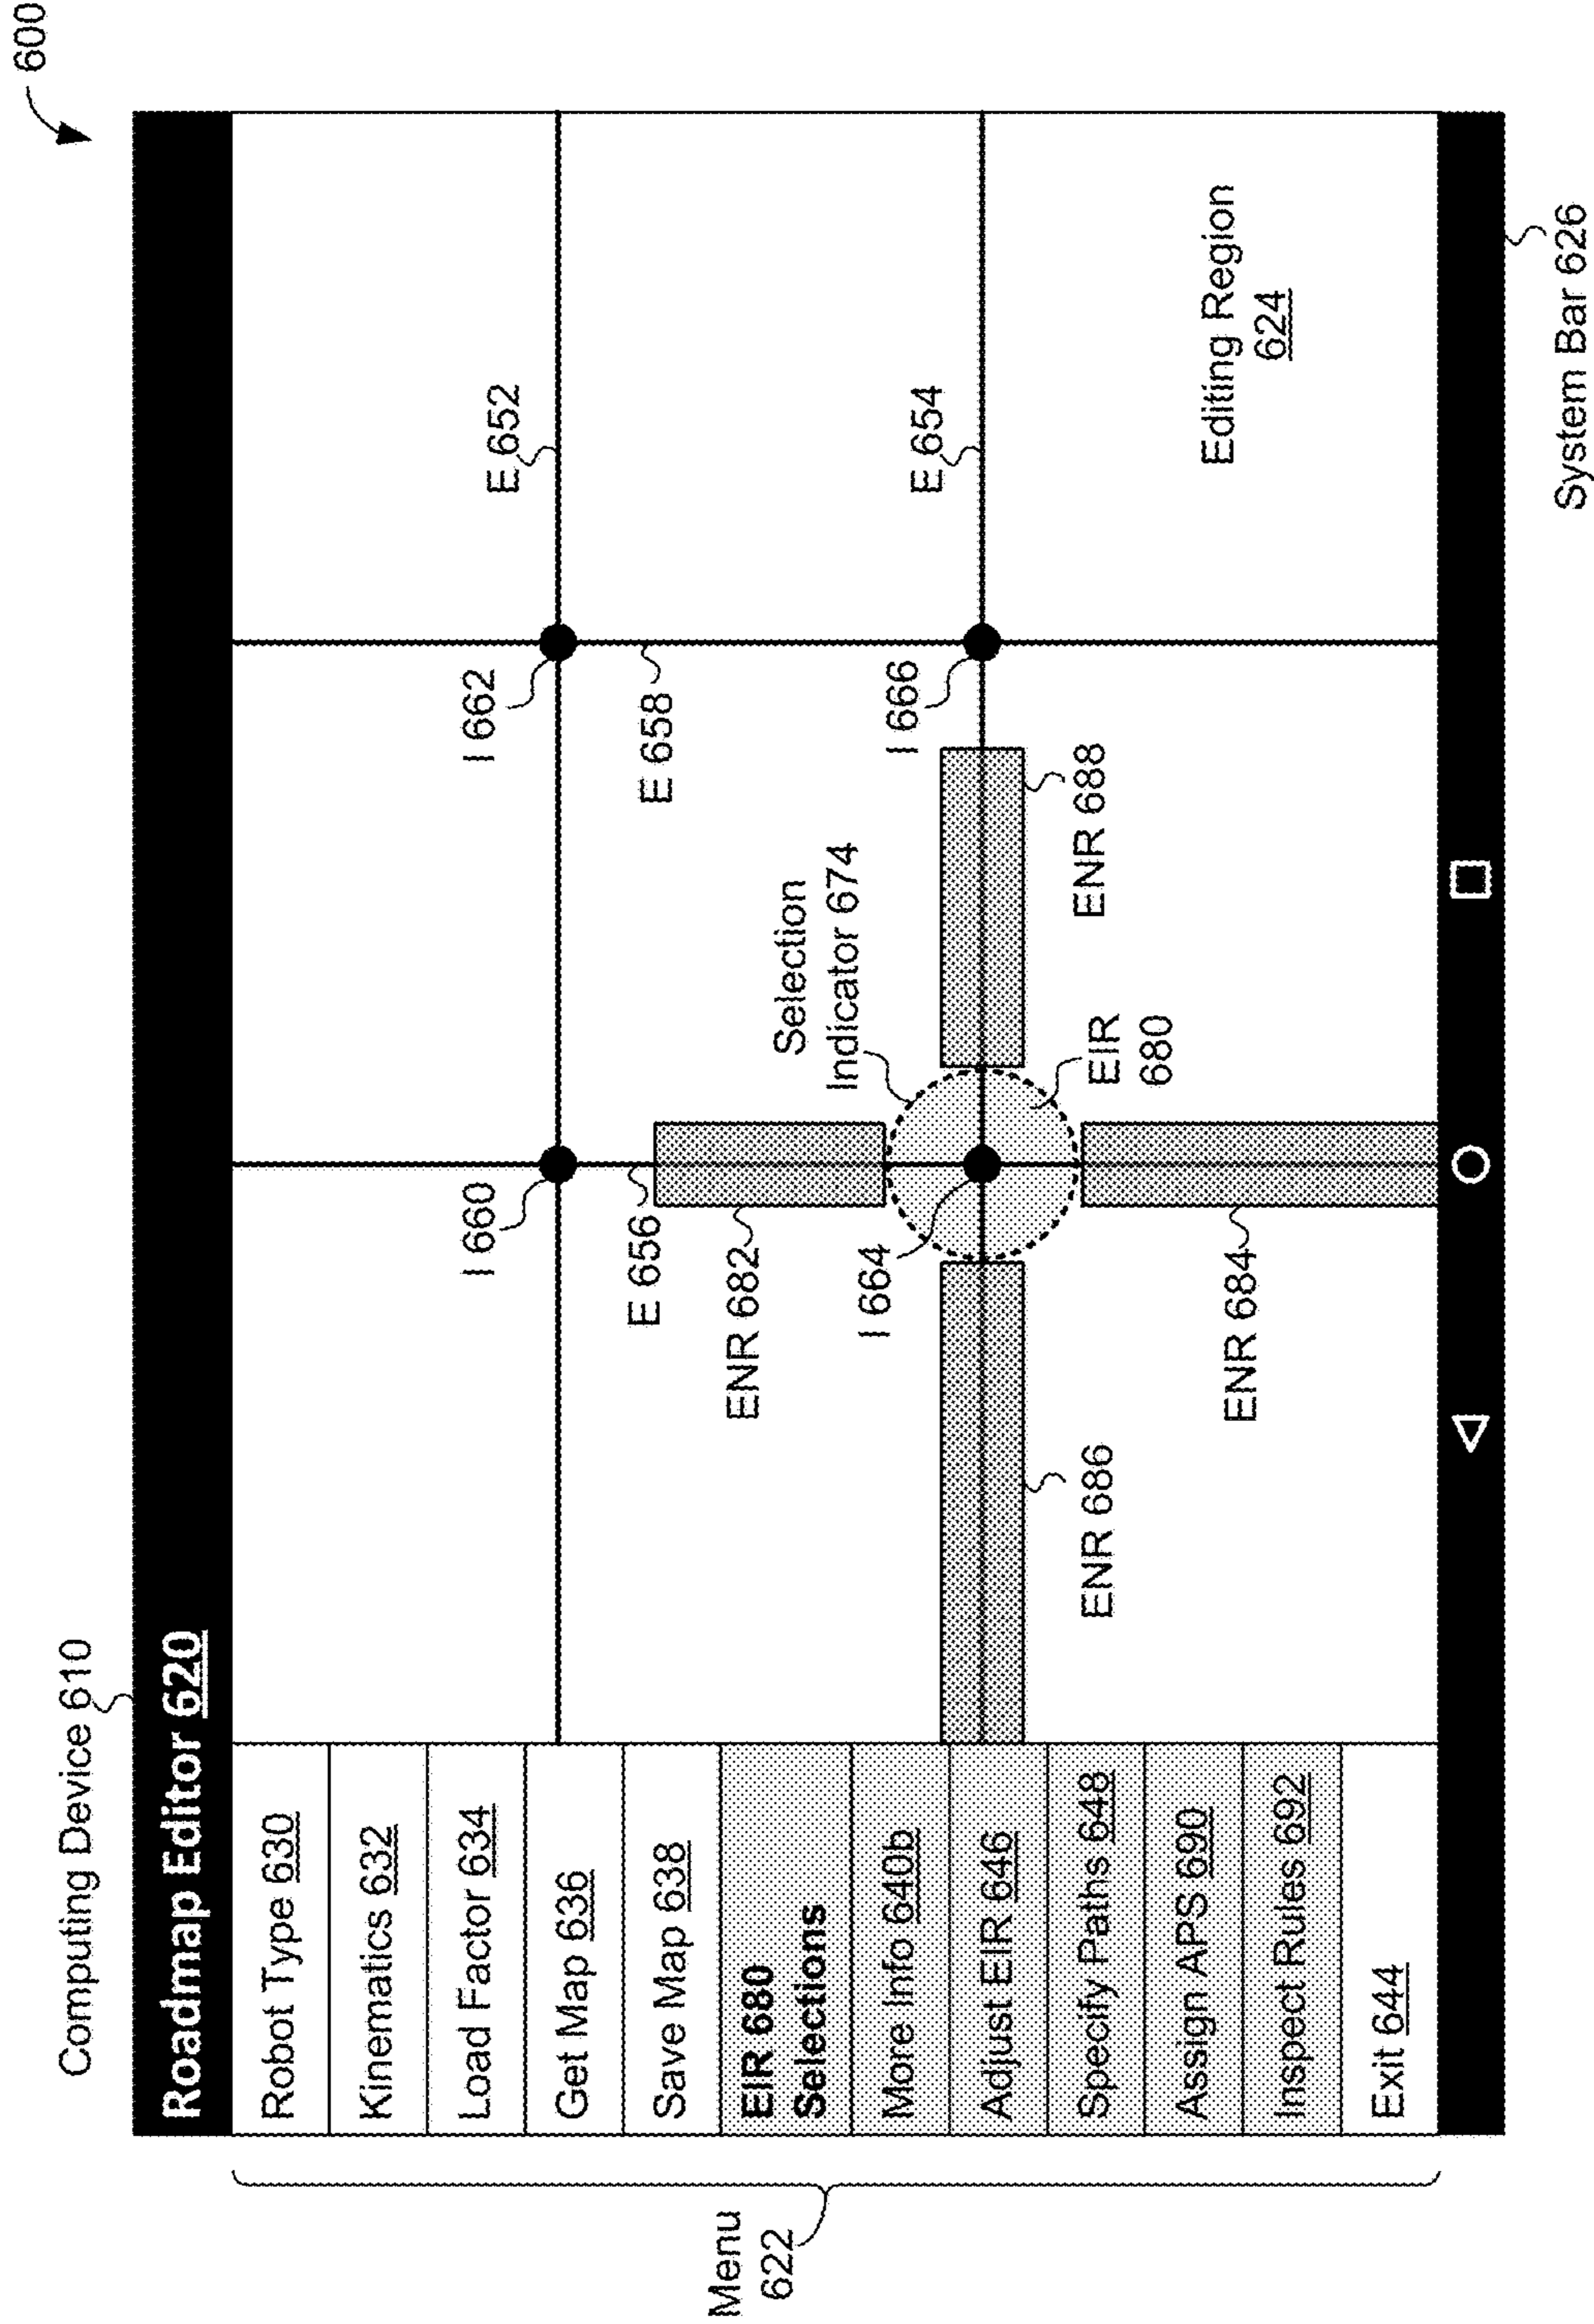 600
Computing Device 610
Roadmap Editor 620
Menu
622
Robot Type 630
Kinematics 632
Load Factor 634
Get Map 636
Save Map 638
EIR 680
Selections
More Info 640b
Adjust EIR 646
Specify Paths 648
Assign APS 690
Inspect Rules 692
Exit 644
I 660
I 662
E 652
E 656
E 658
ENR 682
Selection
Indicator 674
I 664
I 666
E 654
ENR 686
EIR
680
ENR 688
ENR 684
Editing Region
624
System Bar 626